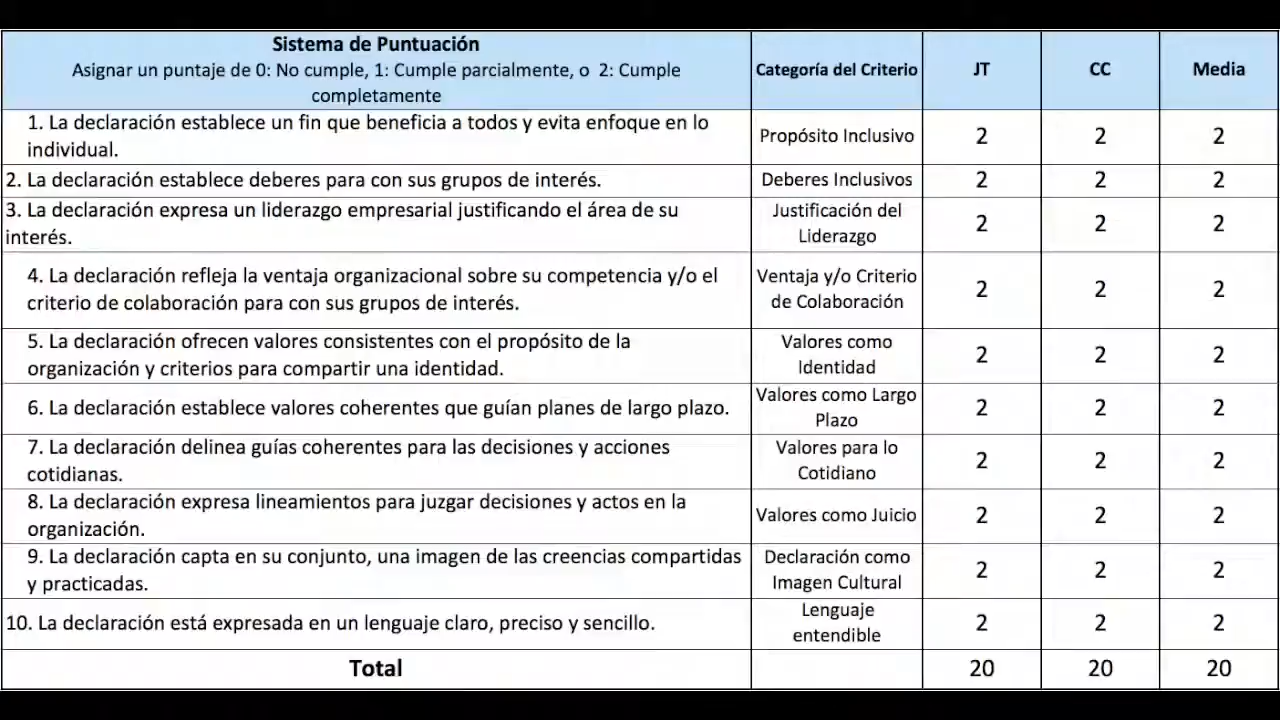 Sistema de Puntuación
Asignar un puntaje de 0: No cumple, 1: Cumple parcialmente, o 2: Cumple
completamente
Categoría del Criterio
JT
CC
Media
1. La declaración establece un fin que beneficia a todos y evita enfoque en lo
individual.
Propósito Inclusivo
2
2
2
2. La declaración establece deberes para con sus grupos de interés.
Deberes Inclusivos
2
2
2
3. La declaración expresa un liderazgo empresarial justificando el área de su
interés.
Justificación del
Liderazgo
2
2
2
4. La declaración refleja la ventaja organizacional sobre su competencia y/o el
criterio de colaboración para con sus grupos de interés.
Ventaja y/o Criterio
de Colaboración
2
2
2
5. La declaración ofrecen valores consistentes con el propósito de la
organización y criterios para compartir una identidad.
Valores como
Identidad
2
2
2
6. La declaración establece valores coherentes que guían planes de largo plazo.
Valores como Largo
Plazo
2
2
2
7. La declaración delinea guías coherentes para las decisiones y acciones
cotidianas.
Valores para lo
Cotidiano
2
2
2
8. La declaración expresa lineamientos para juzgar decisiones y actos en la
organización.
Valores como Juicio
2
2
2
9. La declaración capta en su conjunto, una imagen de las creencias compartidas
y practicadas.
Declaración como
Imagen Cultural
2
2
2
10. La declaración está expresada en un lenguaje claro, preciso y sencillo.
Lenguaje
entendible
2
2
2
Total
20
20
20